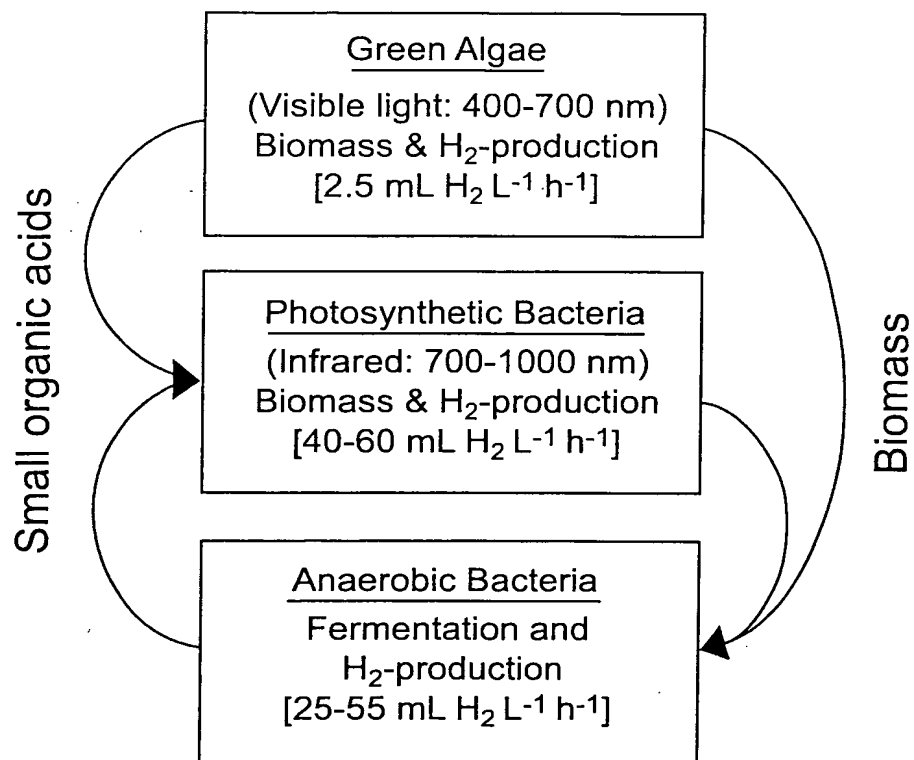 Green Algae
(Visible light: 400-700 nm)
Biomass & H₂-production
[2.5 mL H₂ L⁻¹ h⁻¹]
Small organic acids
Photosynthetic Bacteria
(Infrared: 700-1000 nm)
Biomass & H₂-production
[40-60 mL H₂ L⁻¹ h⁻¹]
Biomass
Anaerobic Bacteria
Fermentation and
H₂-production
[25-55 mL H₂ L⁻¹ h⁻¹]